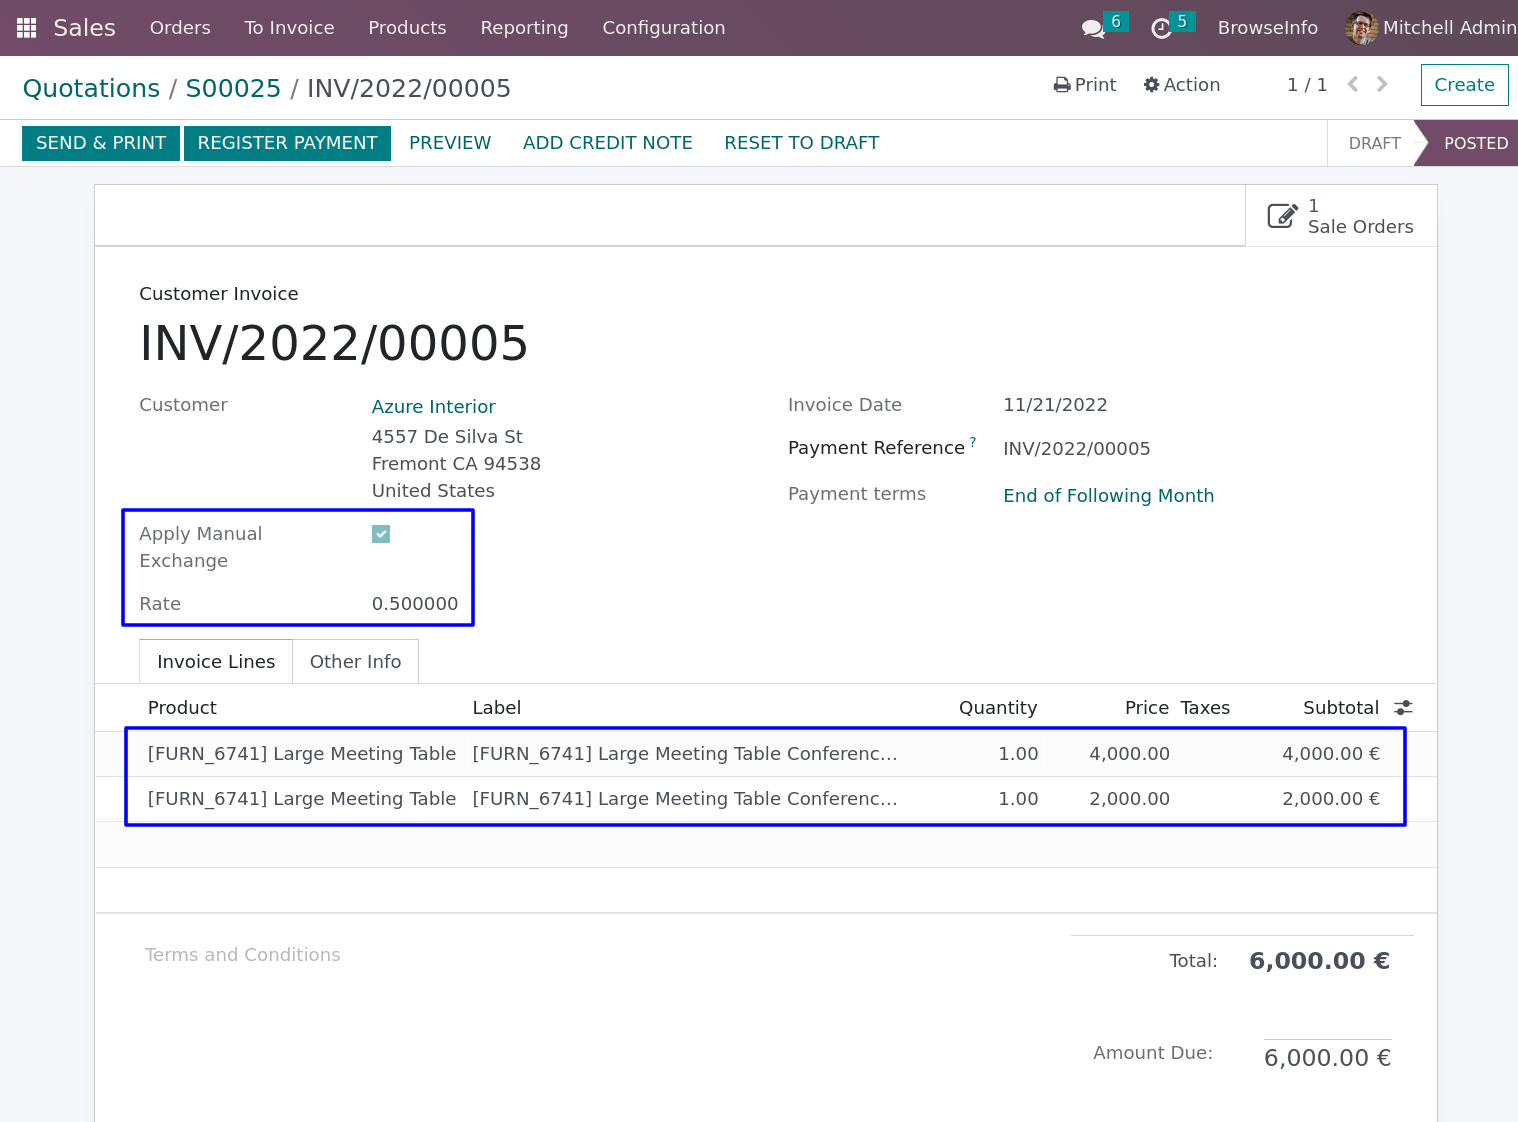 Sales Orders To Invoice Products Reporting Configuration 6 5 BrowseInfo Mitchell Admin
Quotations / S00025 / INV/2022/00005 Print Action 1 / 1 Create
SEND & PRINT REGISTER PAYMENT PREVIEW ADD CREDIT NOTE RESET TO DRAFT DRAFT POSTED
1
Sale Orders
Customer Invoice
INV/2022/00005
Customer Azure Interior Invoice Date 11/21/2022
4557 De Silva St
Payment Reference ? INV/2022/00005
Fremont CA 94538
United States Payment terms End of Following Month
Apply Manual
Exchange
Rate 0.500000
Invoice Lines Other Info
Product Label Quantity Price Taxes Subtotal
[FURN_6741] Large Meeting Table [FURN_6741] Large Meeting Table Conferenc... 1.00 4,000.00 4,000.00 €
[FURN_6741] Large Meeting Table [FURN_6741] Large Meeting Table Conferenc... 1.00 2,000.00 2,000.00 €
Terms and Conditions Total: 6,000.00 €
Amount Due: 6,000.00 €